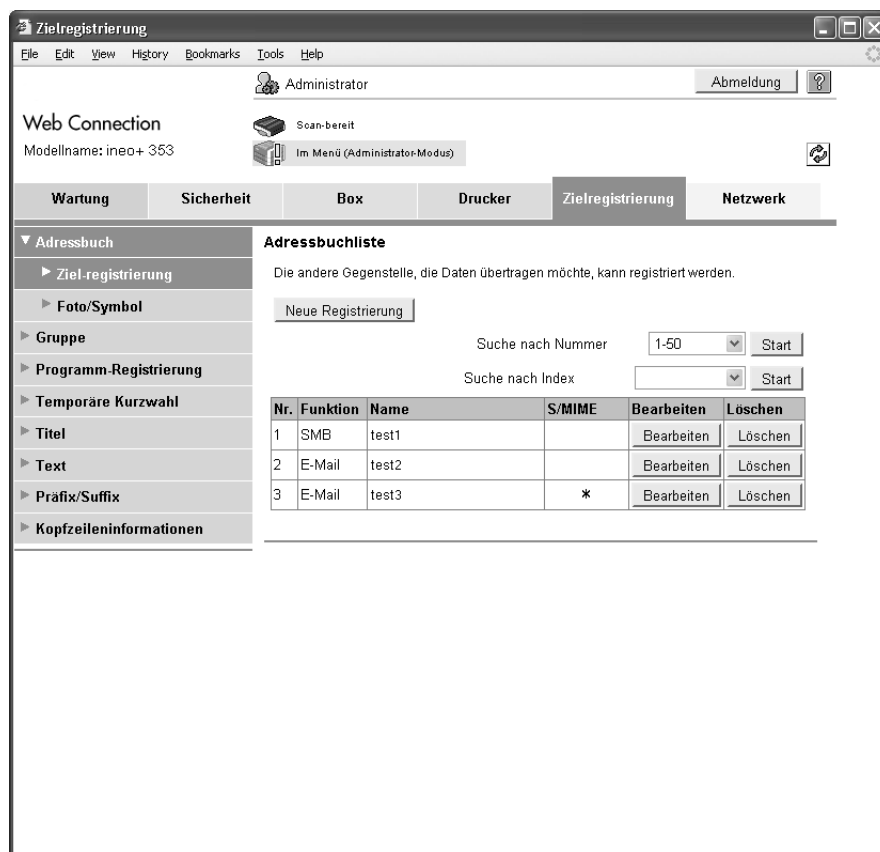 Zielregistrierung
File Edit View History Bookmarks Tools Help
Administrator Abmeldung ?
Web Connection Scan-bereit
Modellname: ineo+ 353 Im Menü (Administrator-Modus)
Wartung Sicherheit Box Drucker Zielregistrierung Netzwerk
Adressbuch
Ziel-registrierung
Foto/Symbol
Gruppe
Programm-Registrierung
Temporäre Kurzwahl
Titel
Text
Präfix/Suffix
Kopfzeileninformationen
Adressbuchliste
Die andere Gegenstelle, die Daten übertragen möchte, kann registriert werden.
Neue Registrierung
Suche nach Nummer 1-50 Start
Suche nach Index Start
Nr. Funktion Name S/MIME Bearbeiten Löschen
1 SMB test1 Bearbeiten Löschen
2 E-Mail test2 Bearbeiten Löschen
3 E-Mail test3 * Bearbeiten Löschen